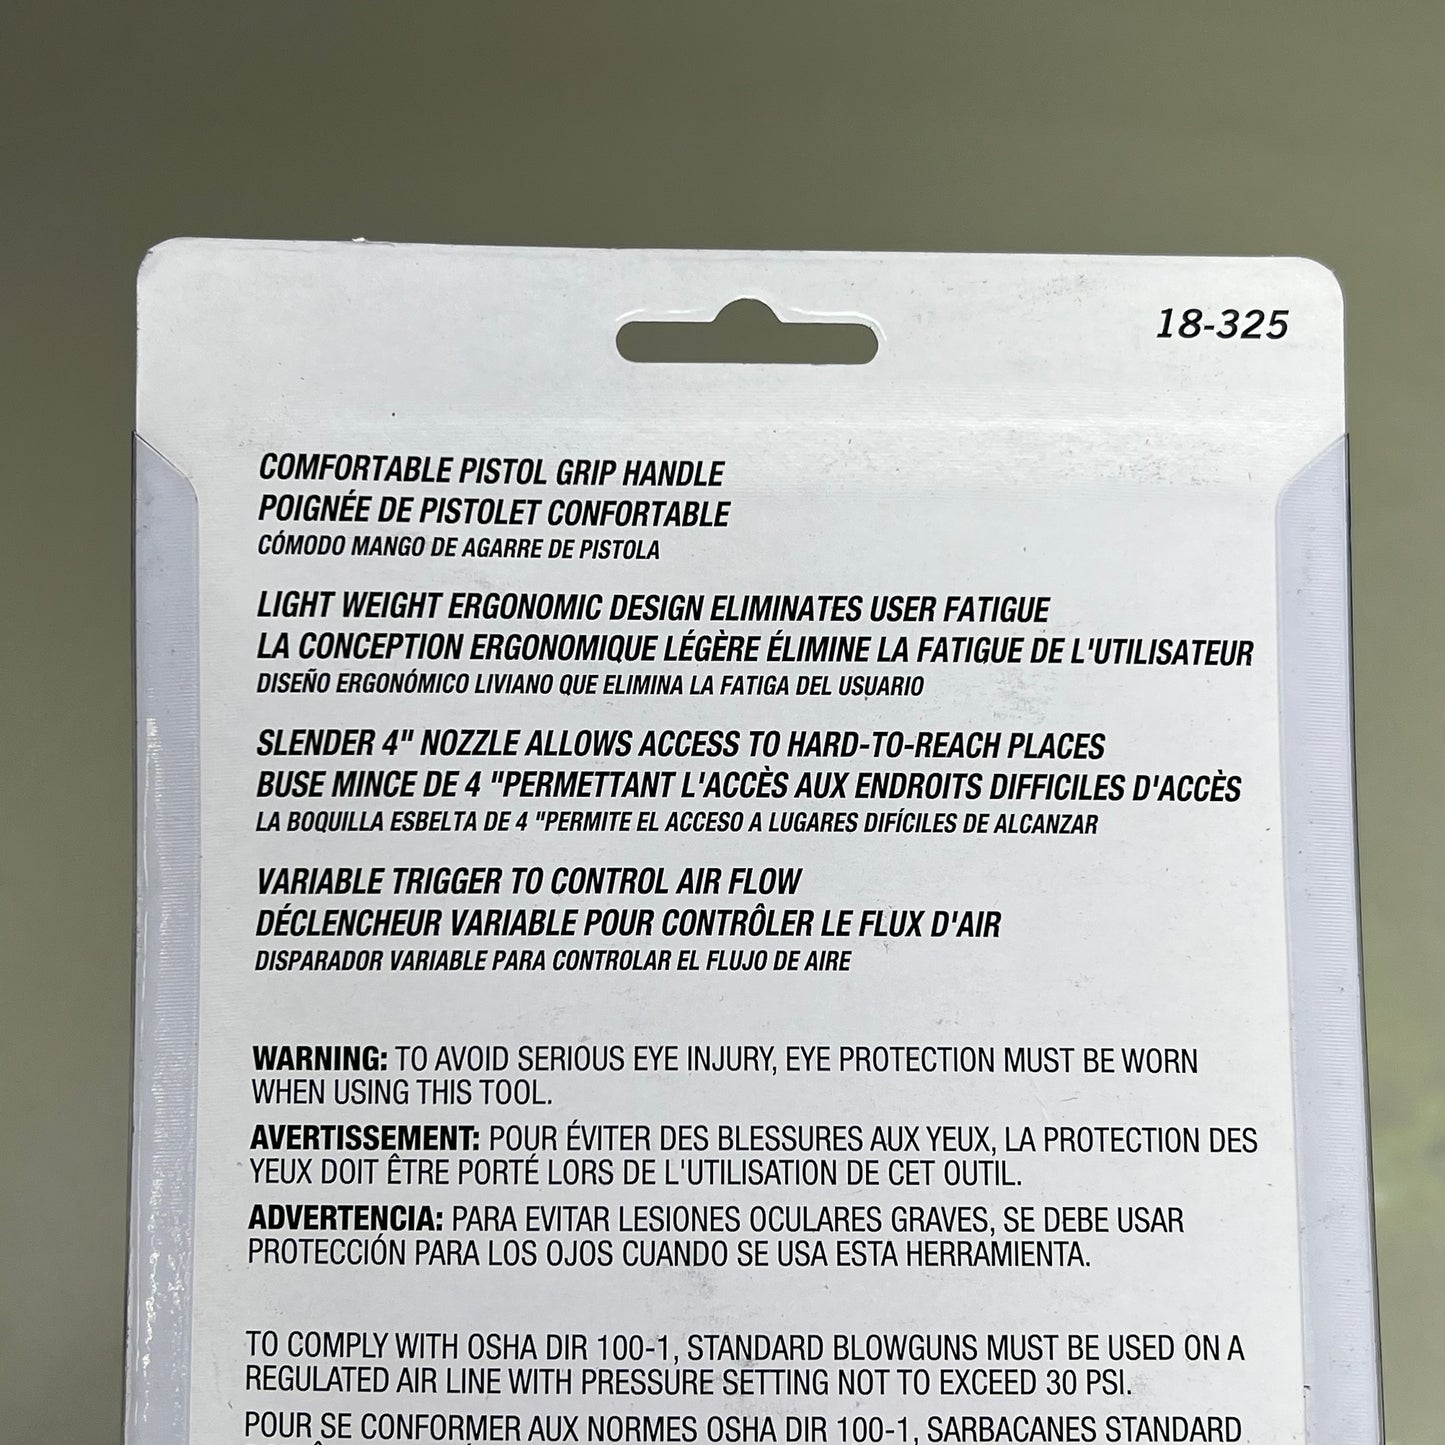 18-325
COMFORTABLE PISTOL GRIP HANDLE
POIGNÉE DE PISTOLET CONFORTABLE
CÓMODO MANGO DE AGARRE DE PISTOLA
LIGHT WEIGHT ERGONOMIC DESIGN ELIMINATES USER FATIGUE
LA CONCEPTION ERGONOMIQUE LÉGÈRE ÉLIMINE LA FATIGUE DE L'UTILISATEUR
DISEÑO ERGONÓMICO LIVIANO QUE ELIMINA LA FATIGA DEL USUARIO
SLENDER 4" NOZZLE ALLOWS ACCESS TO HARD-TO-REACH PLACES
BUSE MINCE DE 4 "PERMETTANT L'ACCÈS AUX ENDROITS DIFFICILES D'ACCÈS
LA BOQUILLA ESBELTA DE 4 "PERMITE EL ACCESO A LUGARES DIFÍCILES DE ALCANZAR
VARIABLE TRIGGER TO CONTROL AIR FLOW
DÉCLENCHEUR VARIABLE POUR CONTRÔLER LE FLUX D'AIR
DISPARADOR VARIABLE PARA CONTROLAR EL FLUJO DE AIRE
WARNING: TO AVOID SERIOUS EYE INJURY, EYE PROTECTION MUST BE WORN
WHEN USING THIS TOOL.
AVERTISSEMENT: POUR ÉVITER DES BLESSURES AUX YEUX, LA PROTECTION DES
YEUX DOIT ÊTRE PORTÉ LORS DE L'UTILISATION DE CET OUTIL.
ADVERTENCIA: PARA EVITAR LESIONES OCULARES GRAVES, SE DEBE USAR
PROTECCIÓN PARA LOS OJOS CUANDO SE USA ESTA HERRAMIENTA.
TO COMPLY WITH OSHA DIR 100-1, STANDARD BLOWGUNS MUST BE USED ON A
REGULATED AIR LINE WITH PRESSURE SETTING NOT TO EXCEED 30 PSI.
POUR SE CONFORMER AUX NORMES OSHA DIR 100-1, SARBACANES STANDARD